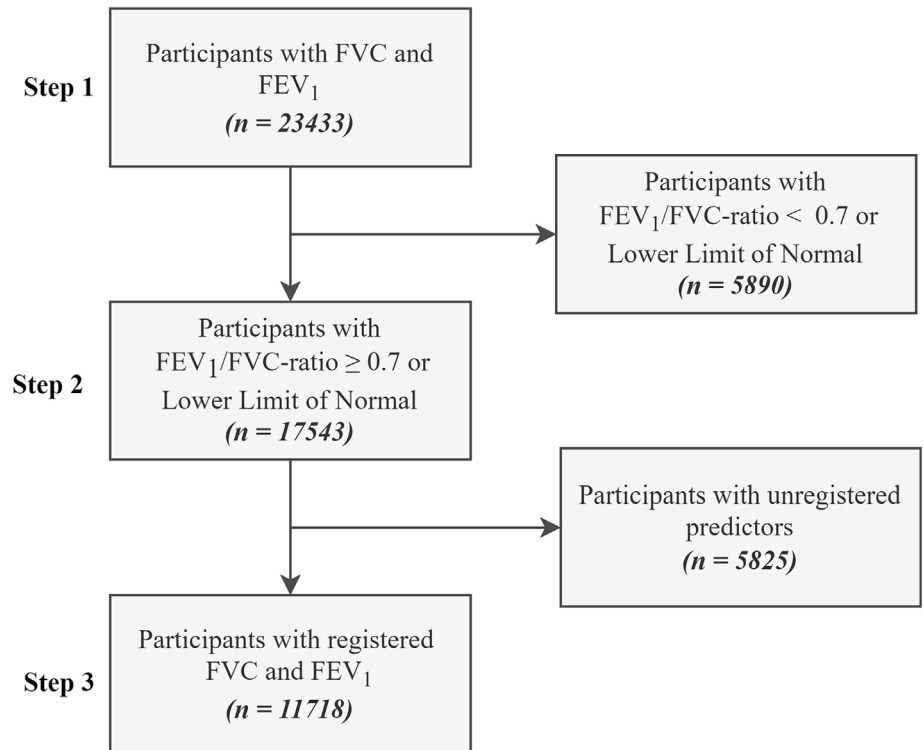 Step 1
Participants with FVC and
FEV₁
(n = 23433)
Participants with
FEV₁/FVC-ratio < 0.7 or
Lower Limit of Normal
(n = 5890)
Step 2
Participants with
FEV₁/FVC-ratio ≥ 0.7 or
Lower Limit of Normal
(n = 17543)
Participants with unregistered
predictors
(n = 5825)
Step 3
Participants with registered
FVC and FEV₁
(n = 11718)